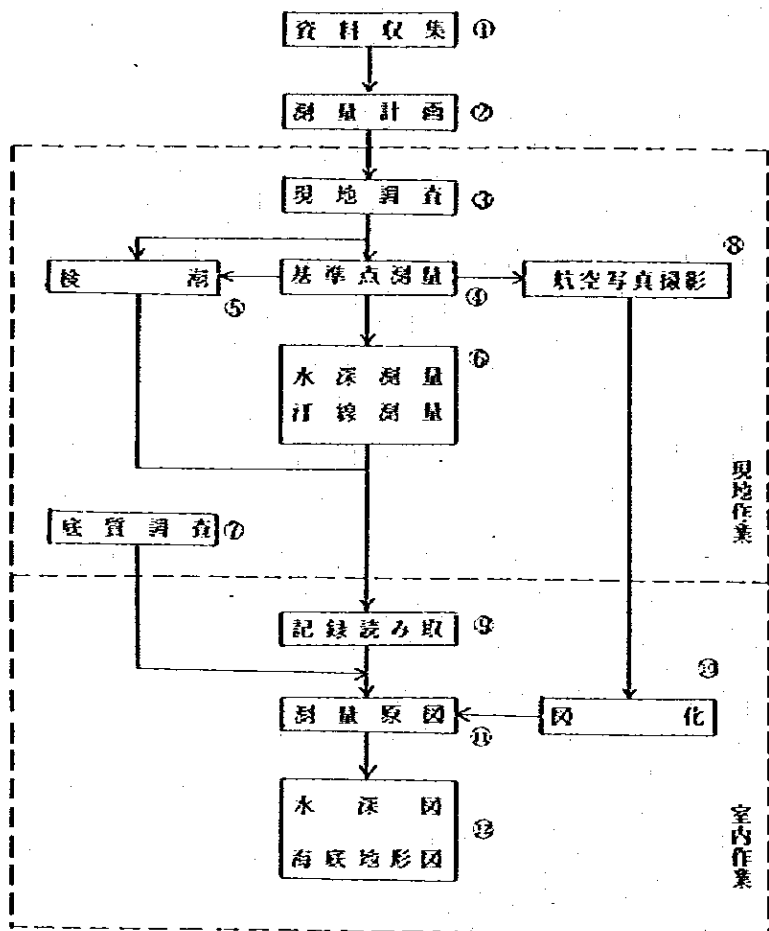 資料収集 ①
測量計画 ②
現地調査 ③
検潮 ⑤
基準点測量 ④
航空写真撮影 ⑧
水深測量
汀線測量 ⑥
現地作業
底質調査 ⑦
記録読み取 ⑨
測量原図 ⑪
図化 ⑩
水深図
海底地形図 ⑫
室内作業